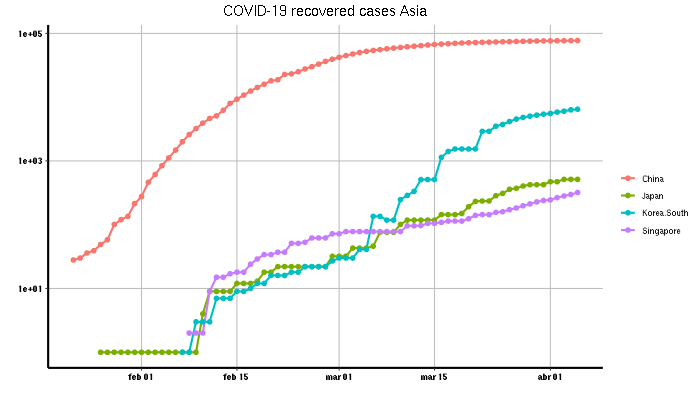 COVID-19 recovered cases Asia
1e+05
1e+03
1e+01
feb 01
feb 15
mar 01
mar 15
abr 01
China
Japan
Korea.South
Singapore